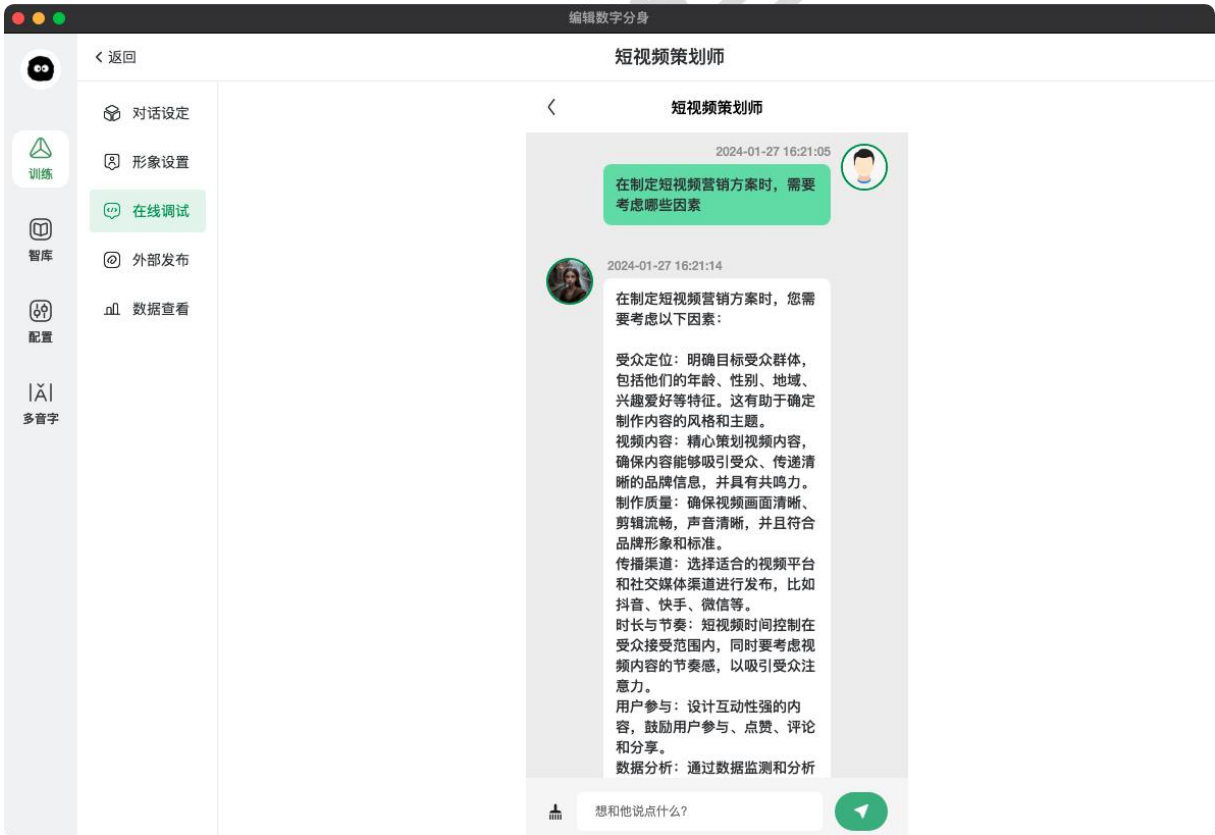 编辑数字分身
返回
短视频策划师
训练
智库
配置
|Ǎ|
多音字
对话设定
形象设置
在线调试
外部发布
数据查看
短视频策划师
2024-01-27 16:21:05
在制定短视频营销方案时，需要
考虑哪些因素
2024-01-27 16:21:14
在制定短视频营销方案时，您需
要考虑以下因素：
受众定位：明确目标受众群体，
包括他们的年龄、性别、地域、
兴趣爱好等特征。这有助于确定
制作内容的风格和主题。
视频内容：精心策划视频内容，
确保内容能够吸引受众、传递清
晰的品牌信息，并具有共鸣力。
制作质量：确保视频画面清晰、
剪辑流畅，声音清晰，并且符合
品牌形象和标准。
传播渠道：选择适合的视频平台
和社交媒体渠道进行发布，比如
抖音、快手、微信等。
时长与节奏：短视频时间控制在
受众接受范围内，同时要考虑视
频内容的节奏感，以吸引受众注
意力。
用户参与：设计互动性强的内
容，鼓励用户参与、点赞、评论
和分享。
数据分析：通过数据监测和分析
想和他说点什么?